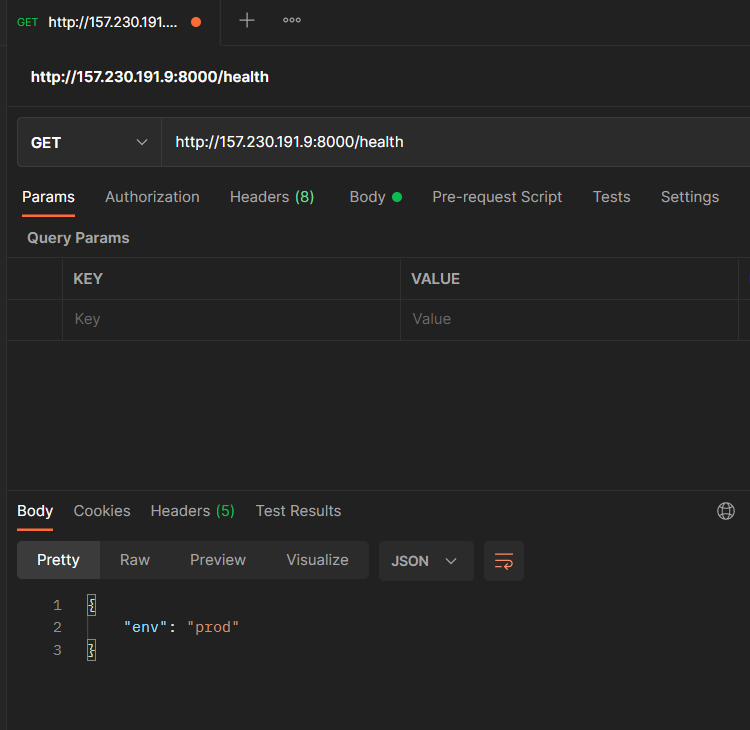 GET http://157.230.191....
http://157.230.191.9:8000/health
GET http://157.230.191.9:8000/health
Params Authorization Headers (8) Body Pre-request Script Tests Settings
Query Params
KEY VALUE
Key Value
Body Cookies Headers (5) Test Results
Pretty Raw Preview Visualize JSON
1 {
2 "env": "prod"
3 }